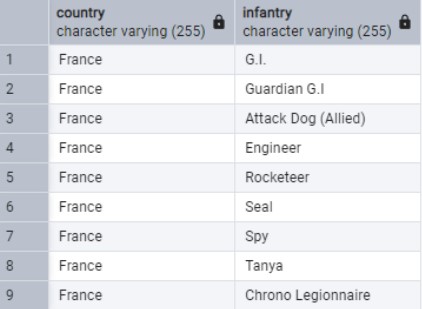 country infantry
character varying (255) character varying (255)
1 France G.I.
2 France Guardian G.I
3 France Attack Dog (Allied)
4 France Engineer
5 France Rocketeer
6 France Seal
7 France Spy
8 France Tanya
9 France Chrono Legionnaire